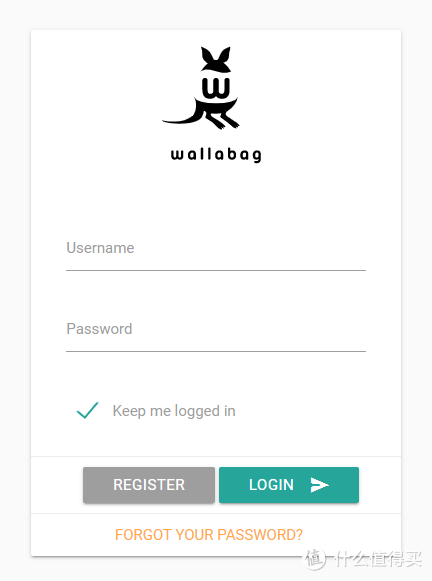 w
wallabag
Username
Password
Keep me logged in
REGISTER
LOGIN
FORGOT YOUR PASSWORD?
值 什么值得买